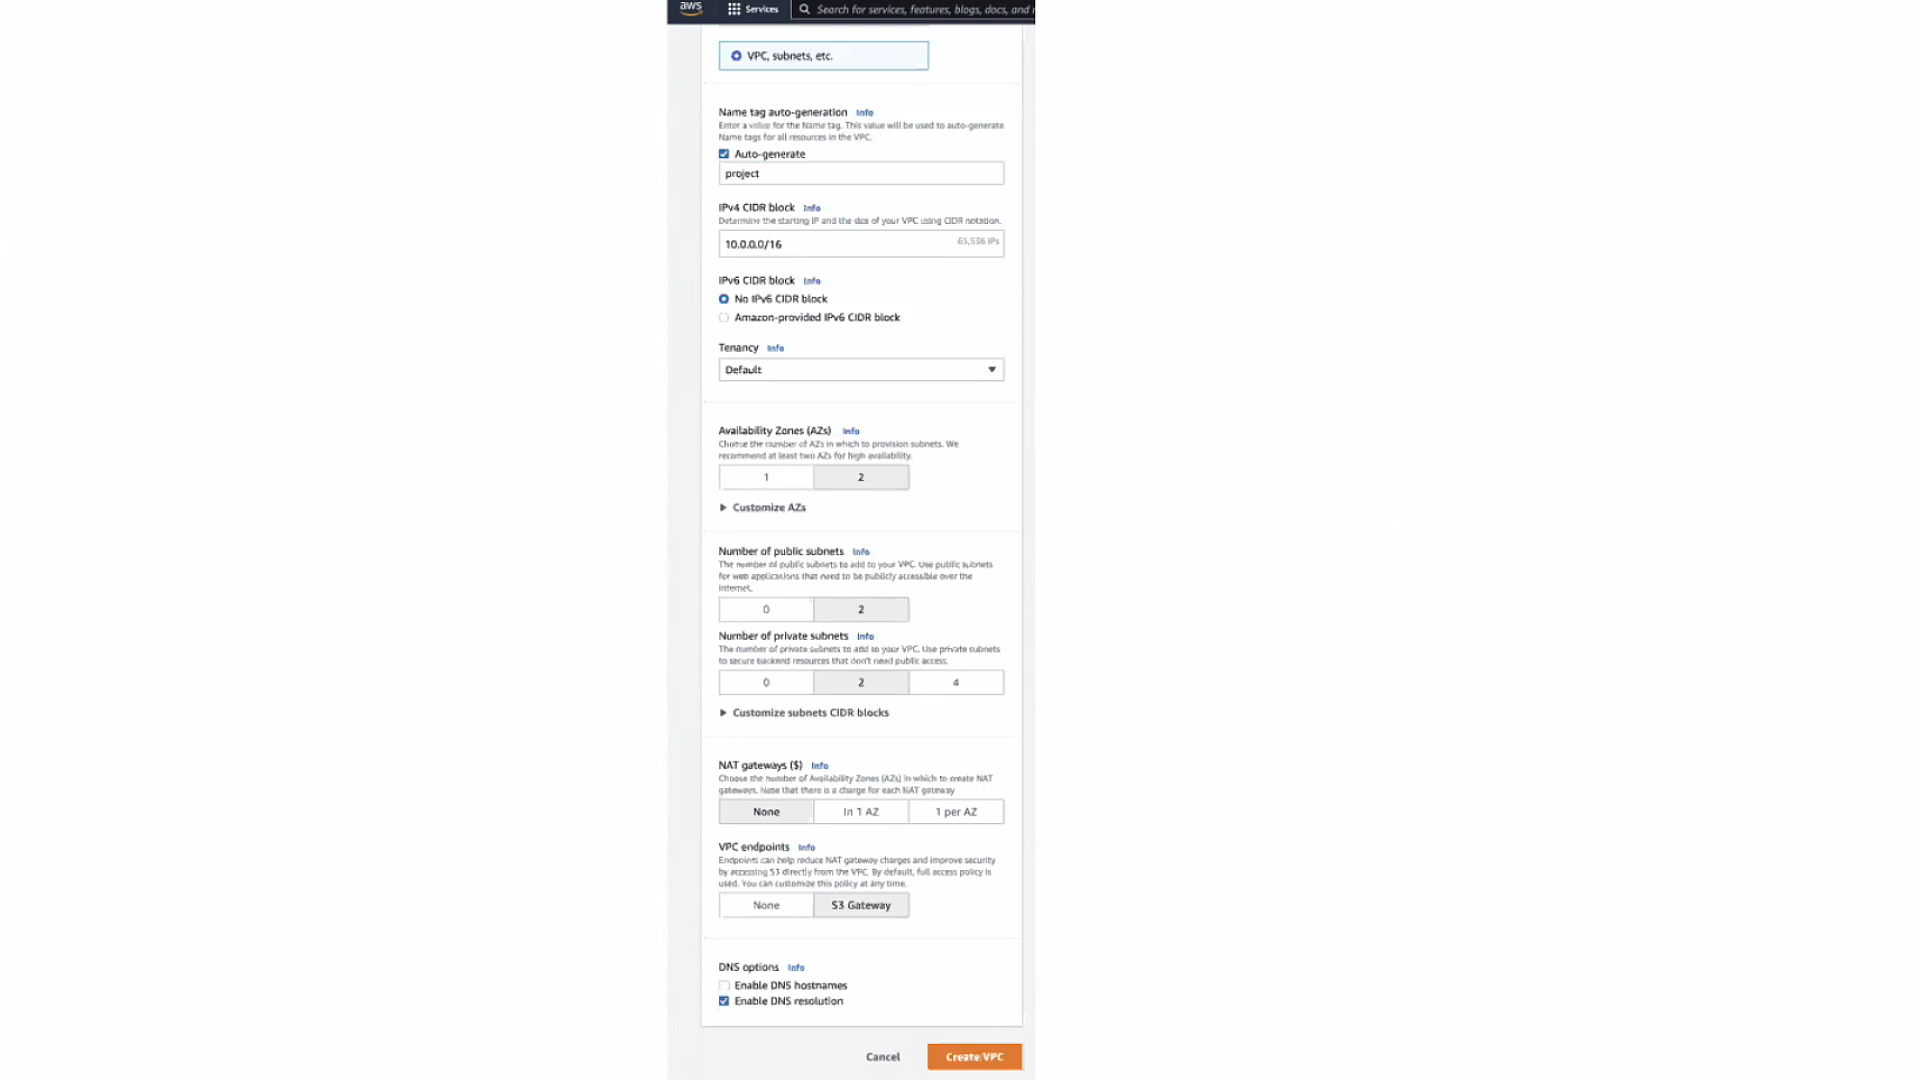 aws
Services
Search for services, features, blogs, docs, and
VPC, subnets, etc.
Name tag auto-generation Info
Enter a value for the Name tag. This value will be used to auto-generate
Name tags for all resources in the VPC.
Auto-generate
project
IPv4 CIDR block Info
Determine the starting IP and the size of your VPC using CIDR notation.
10.0.0.0/16 65,536 IPs
IPv6 CIDR block Info
No IPv6 CIDR block
Amazon-provided IPv6 CIDR block
Tenancy Info
Default
Availability Zones (AZs) Info
Choose the number of AZs in which to provision subnets. We
recommend at least two AZs for high availability.
1 2
Customize AZs
Number of public subnets Info
The number of public subnets to add to your VPC. Use public subnets
for web applications that need to be publicly accessible over the
internet.
0 2
Number of private subnets Info
The number of private subnets to add to your VPC. Use private subnets
to secure backend resources that don't need public access.
0 2 4
Customize subnets CIDR blocks
NAT gateways ($) Info
Choose the number of Availability Zones (AZs) in which to create NAT
gateways. Note that there is a charge for each NAT gateway
None In 1 AZ 1 per AZ
VPC endpoints Info
Endpoints can help reduce NAT gateway charges and improve security
by accessing S3 directly from the VPC. By default, full access policy is
used. You can customize this policy at any time.
None S3 Gateway
DNS options Info
Enable DNS hostnames
Enable DNS resolution
Cancel Create VPC